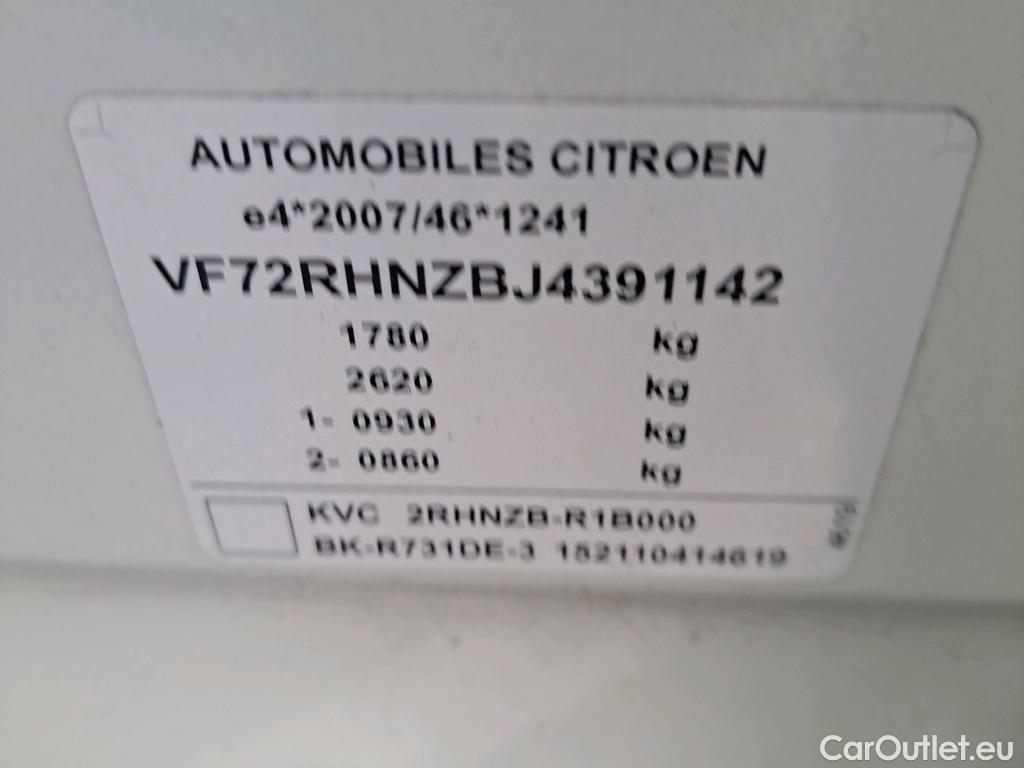 AUTOMOBILES CITROEN
e4*2007/46*1241
VF72RHNZBJ4391142
1780 kg
2620 kg
1- 0930 kg
2- 0860 kg
KVC 2RHNZB-R1B000
BK-R731DE-3 152110414619
CarOutlet.eu